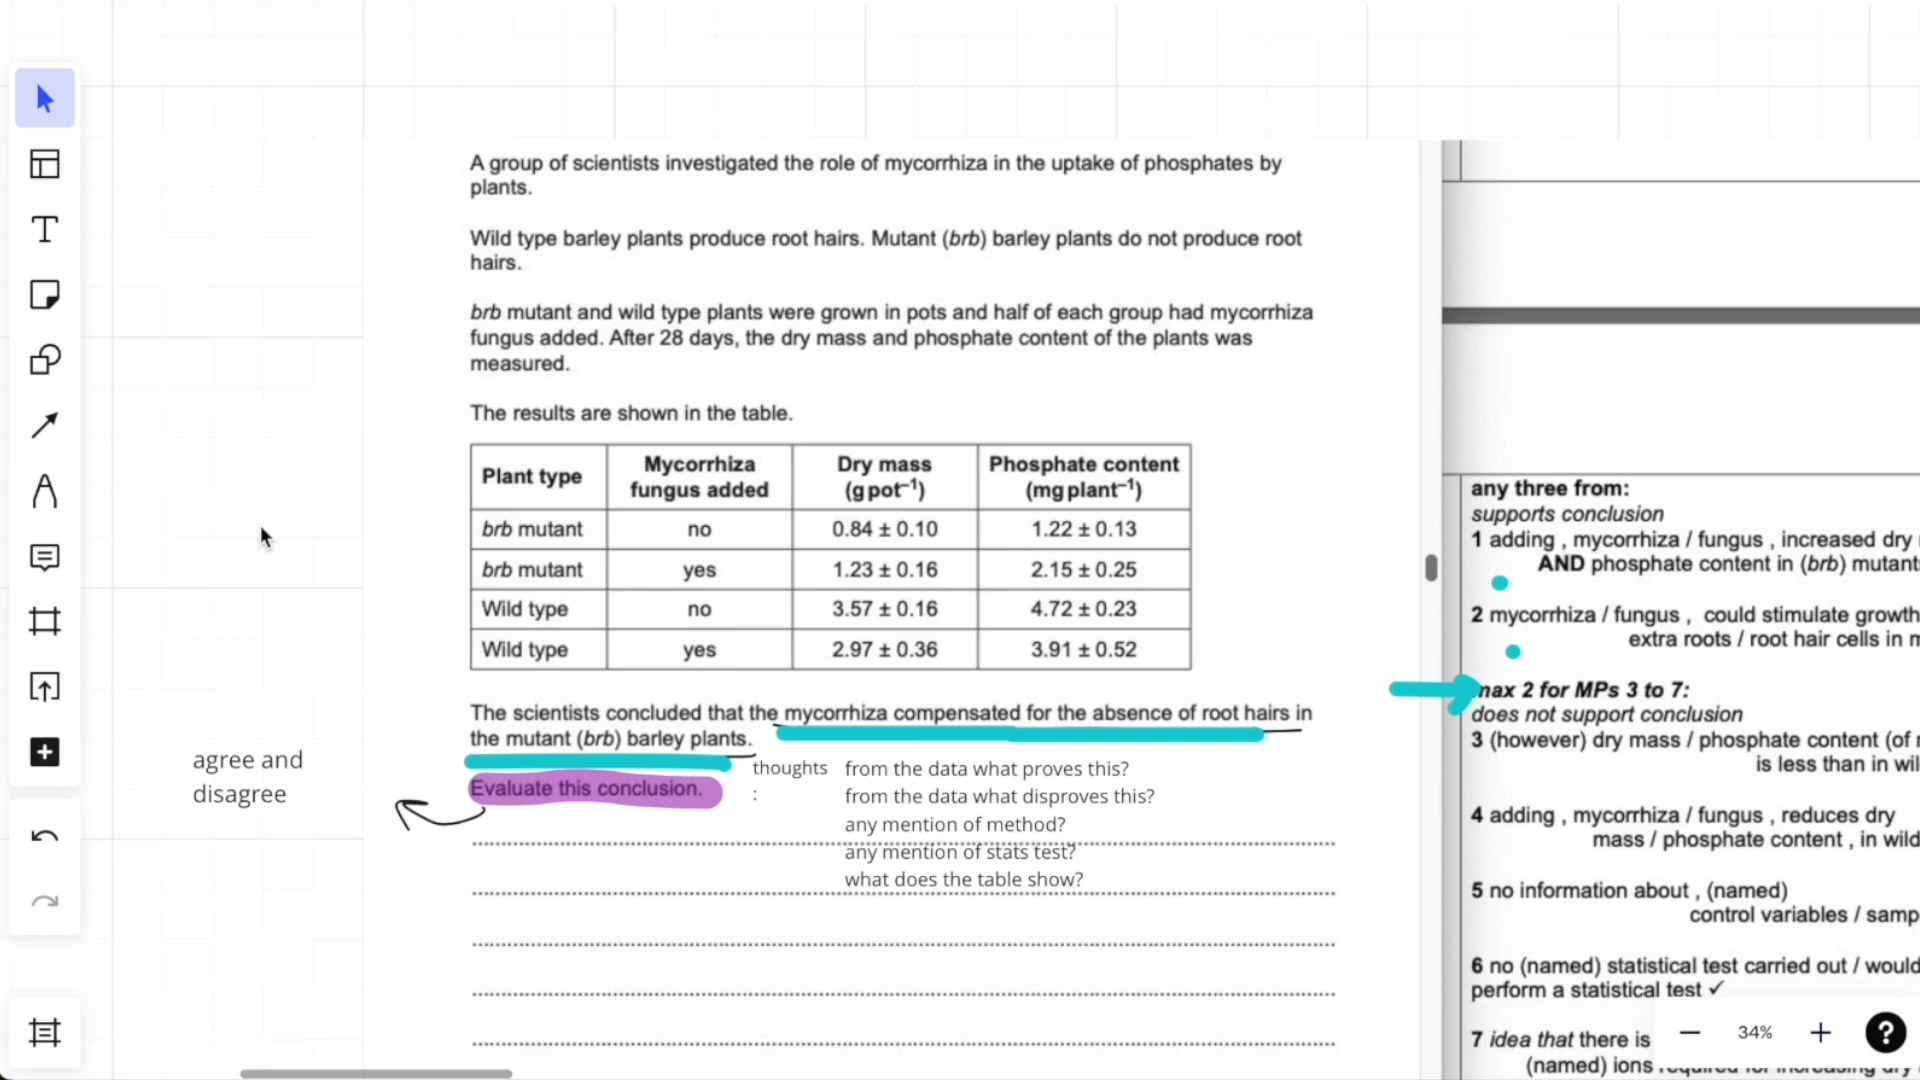 A group of scientists investigated the role of mycorrhiza in the uptake of phosphates by
plants.
Wild type barley plants produce root hairs. Mutant (brb) barley plants do not produce root
hairs.
brb mutant and wild type plants were grown in pots and half of each group had mycorrhiza
fungus added. After 28 days, the dry mass and phosphate content of the plants was
measured.
The results are shown in the table.
Plant type Mycorrhiza fungus added Dry mass (g pot⁻¹) Phosphate content (mg plant⁻¹)
brb mutant no 0.84 ± 0.10 1.22 ± 0.13
brb mutant yes 1.23 ± 0.16 2.15 ± 0.25
Wild type no 3.57 ± 0.16 4.72 ± 0.23
Wild type yes 2.97 ± 0.36 3.91 ± 0.52
The scientists concluded that the mycorrhiza compensated for the absence of root hairs in
the mutant (brb) barley plants.
Evaluate this conclusion.
agree and
disagree
thoughts
:
from the data what proves this?
from the data what disproves this?
any mention of method?
any mention of stats test?
what does the table show?
any three from:
supports conclusion
1 adding , mycorrhiza / fungus , increased dry
AND phosphate content in (brb) mutant
2 mycorrhiza / fungus , could stimulate growth
extra roots / root hair cells in
max 2 for MPs 3 to 7:
does not support conclusion
3 (however) dry mass / phosphate content (of
is less than in
4 adding , mycorrhiza / fungus , reduces dry
mass / phosphate content , in wild
5 no information about , (named)
control variables /
6 no (named) statistical test carried out / would
perform a statistical test ✓
7 idea that there is
(named) ions
34%
?